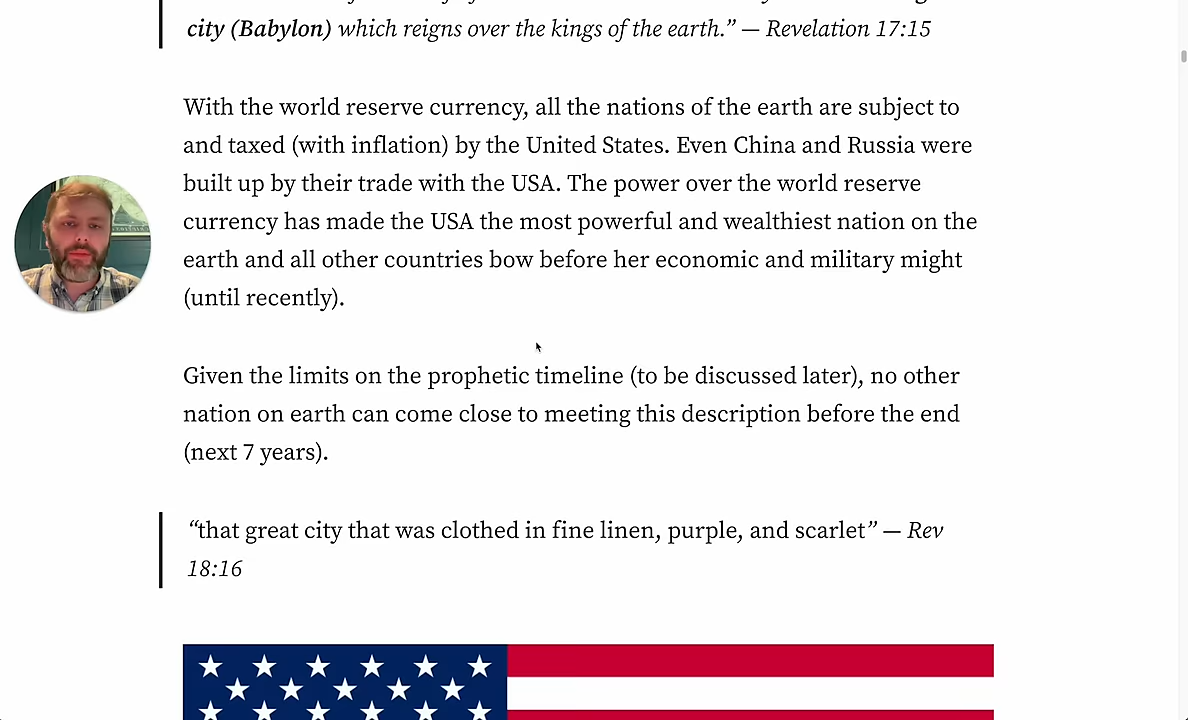 city (Babylon) which reigns over the kings of the earth.” — Revelation 17:15
With the world reserve currency, all the nations of the earth are subject to
and taxed (with inflation) by the United States. Even China and Russia were
built up by their trade with the USA. The power over the world reserve
currency has made the USA the most powerful and wealthiest nation on the
earth and all other countries bow before her economic and military might
(until recently).
Given the limits on the prophetic timeline (to be discussed later), no other
nation on earth can come close to meeting this description before the end
(next 7 years).
“that great city that was clothed in fine linen, purple, and scarlet” — Rev
18:16